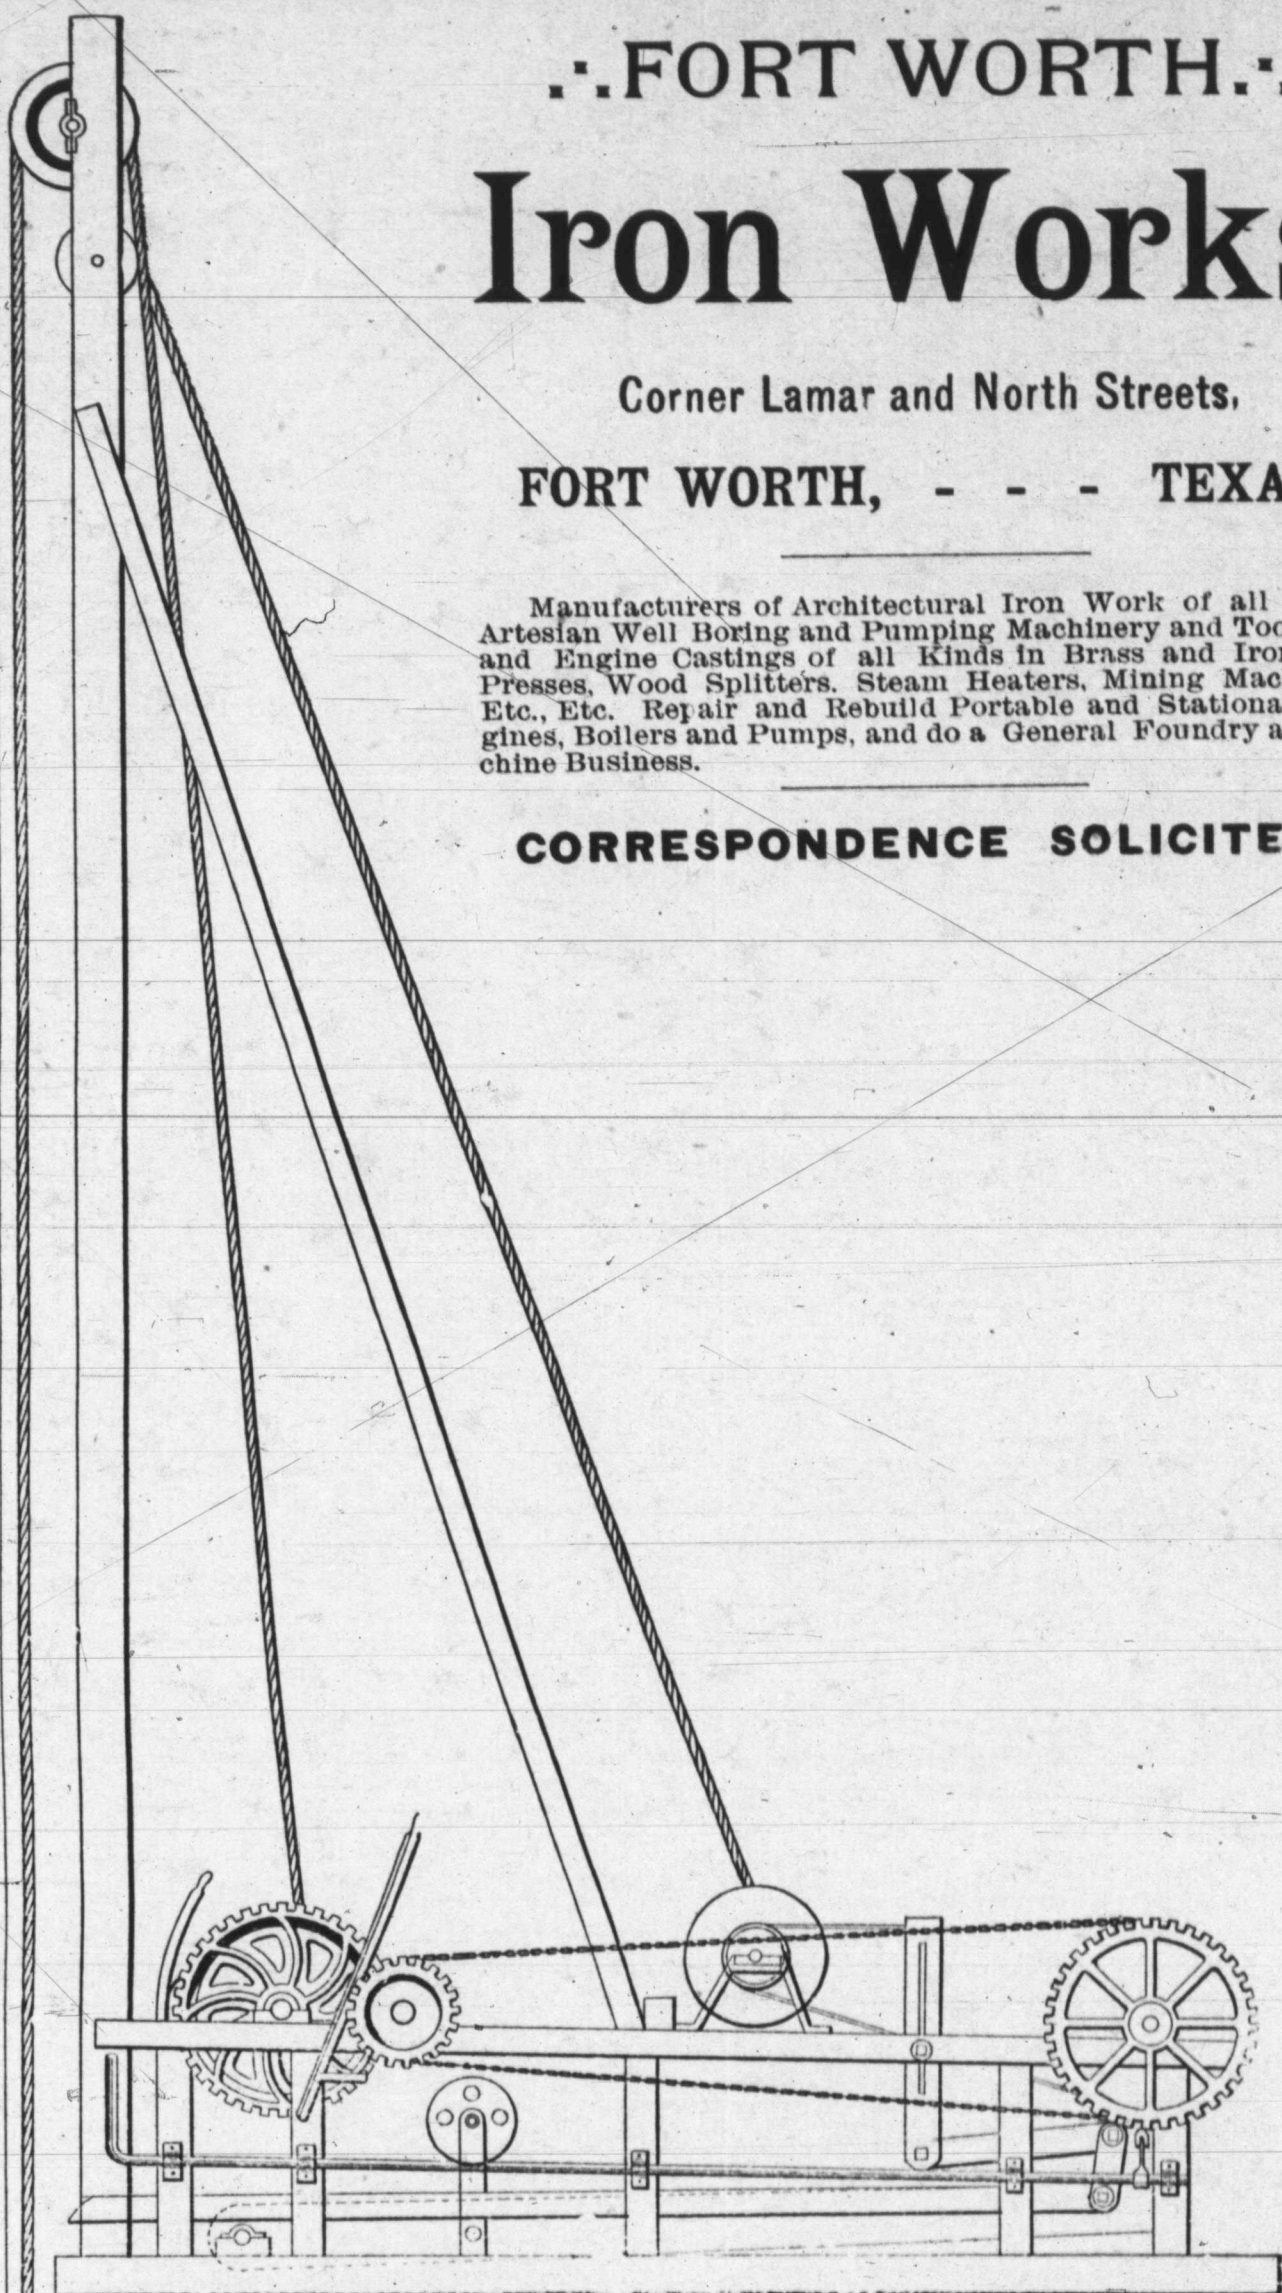 .·.FORT WORTH.·.
Iron Works
Corner Lamar and North Streets,
FORT WORTH, - - - TEXA
Manufacturers of Architectural Iron Work of all
Artesian Well Boring and Pumping Machinery and Too
and Engine Castings of all Kinds in Brass and Iron
Presses, Wood Splitters. Steam Heaters, Mining Mac
Etc., Etc. Repair and Rebuild Portable and Stationa
gines, Boilers and Pumps, and do a General Foundry a
chine Business.
CORRESPONDENCE SOLICITE